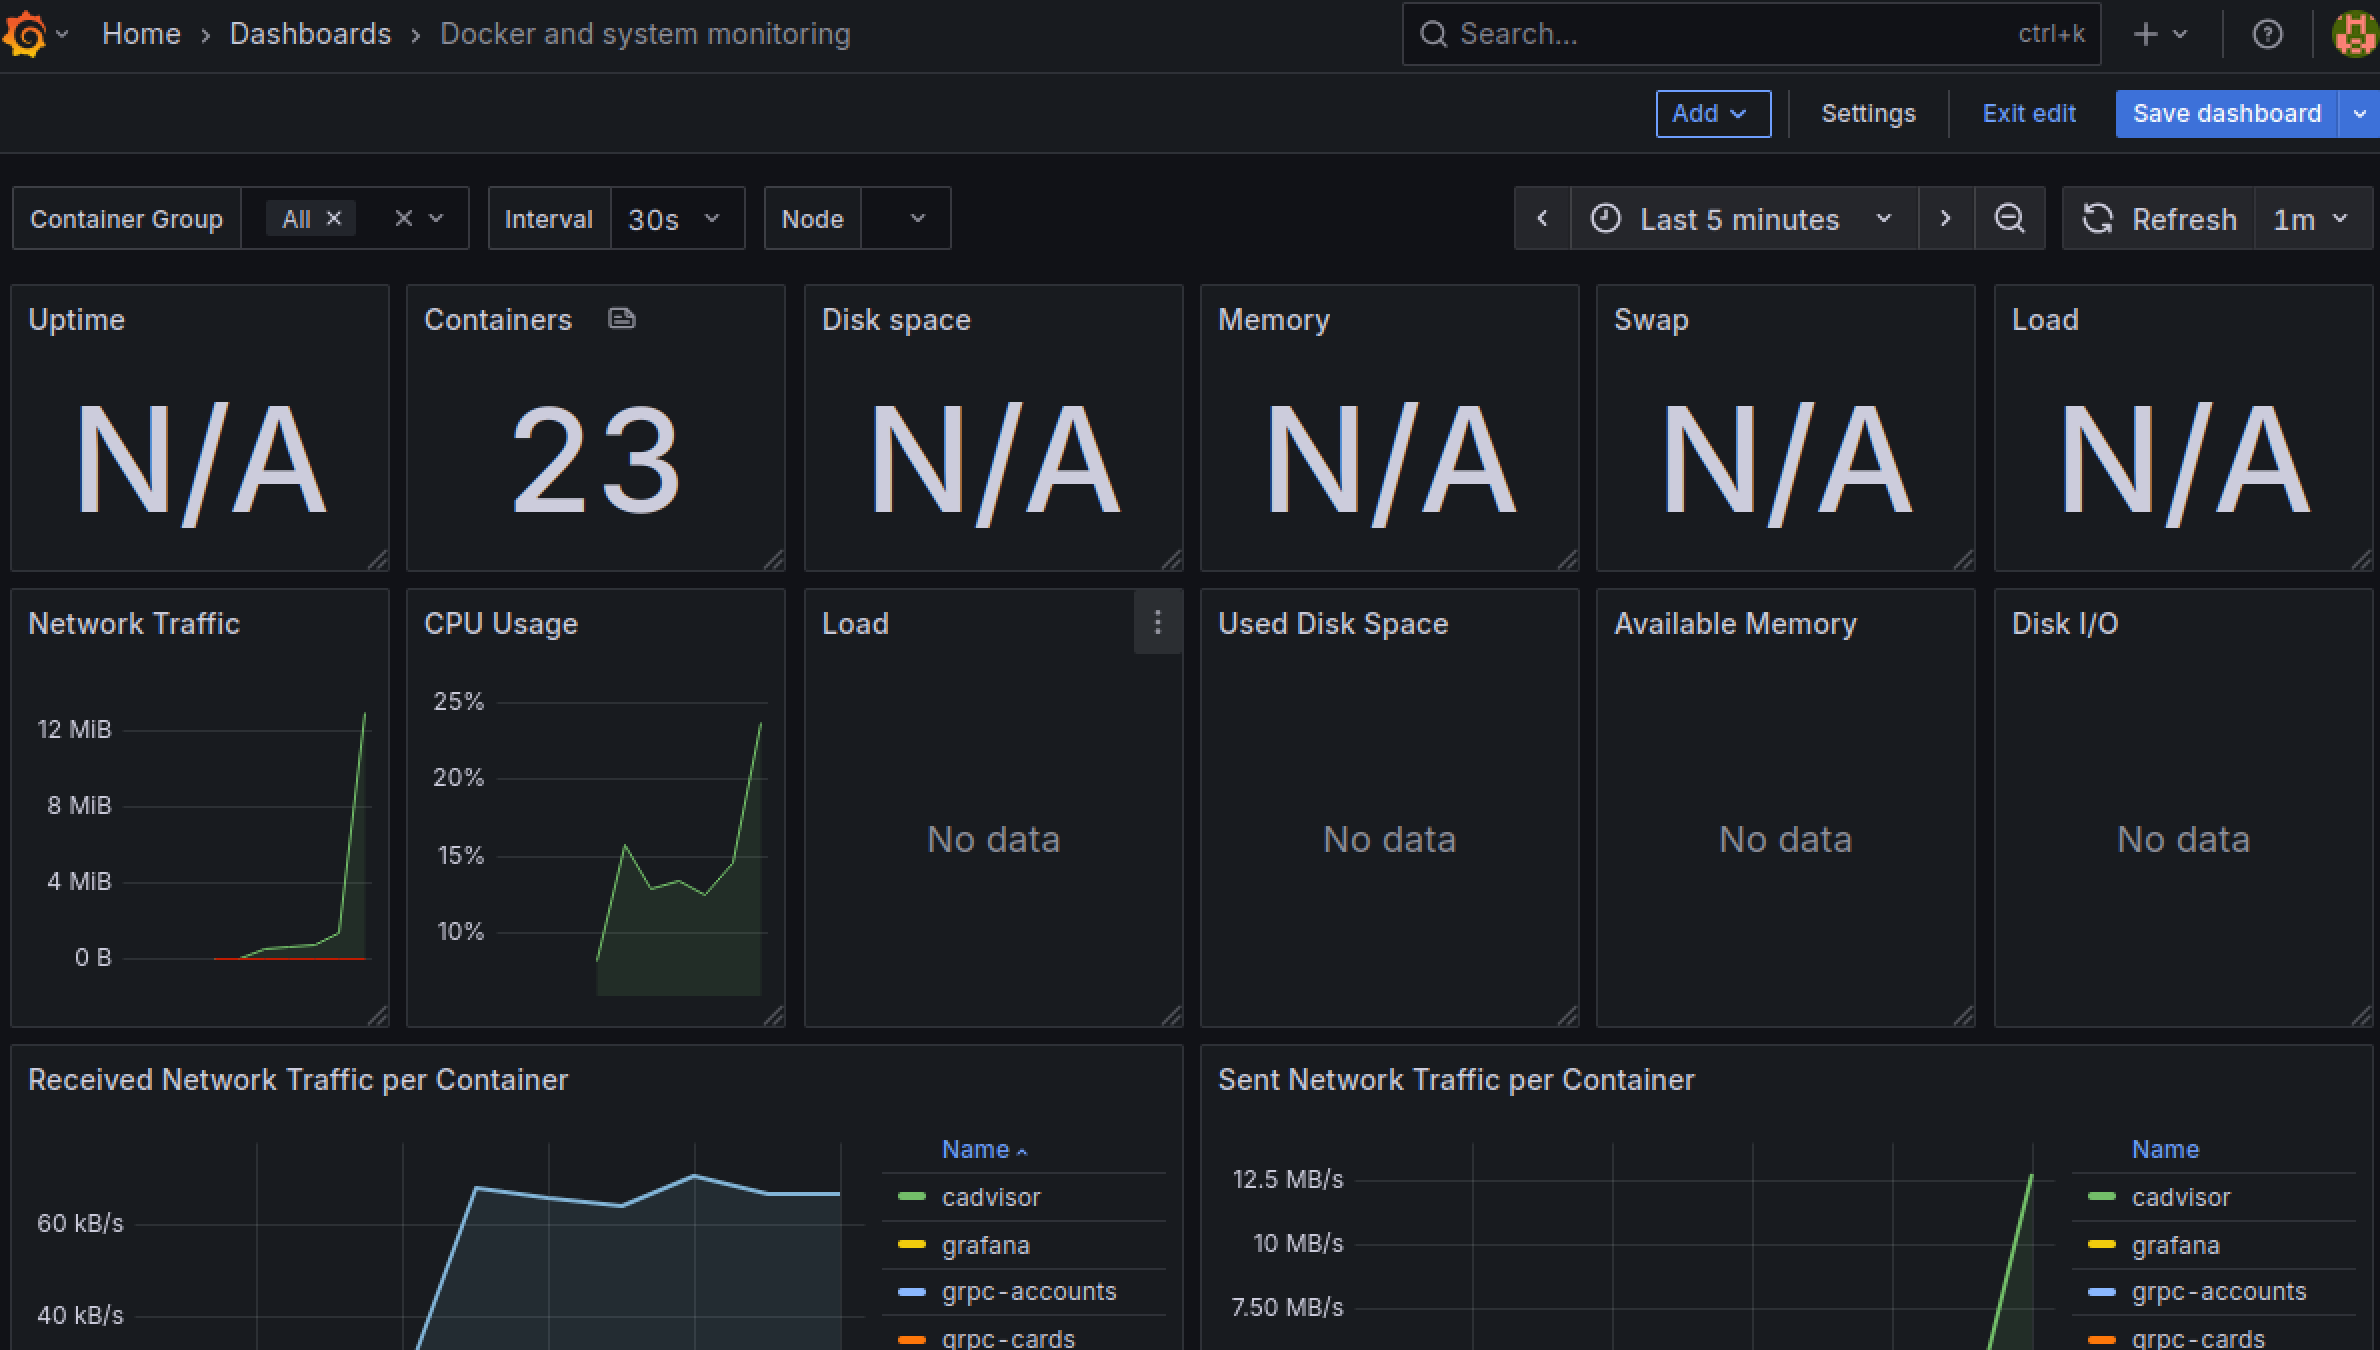 Home › Dashboards › Docker and system monitoring
Search... ctrl+k
Add Settings Exit edit Save dashboard
Container Group All Interval 30s Node Last 5 minutes Refresh 1m
Uptime Containers Disk space Memory Swap Load
N/A 23 N/A N/A N/A N/A
Network Traffic CPU Usage Load Used Disk Space Available Memory Disk I/O
12 MiB
8 MiB
4 MiB
0 B
25%
20%
15%
10%
No data No data No data No data
Received Network Traffic per Container
60 kB/s
40 kB/s
Name
cadvisor
grafana
grpc-accounts
grpc-cards
Sent Network Traffic per Container
12.5 MB/s
10 MB/s
7.50 MB/s
Name
cadvisor
grafana
grpc-accounts
grpc-cards